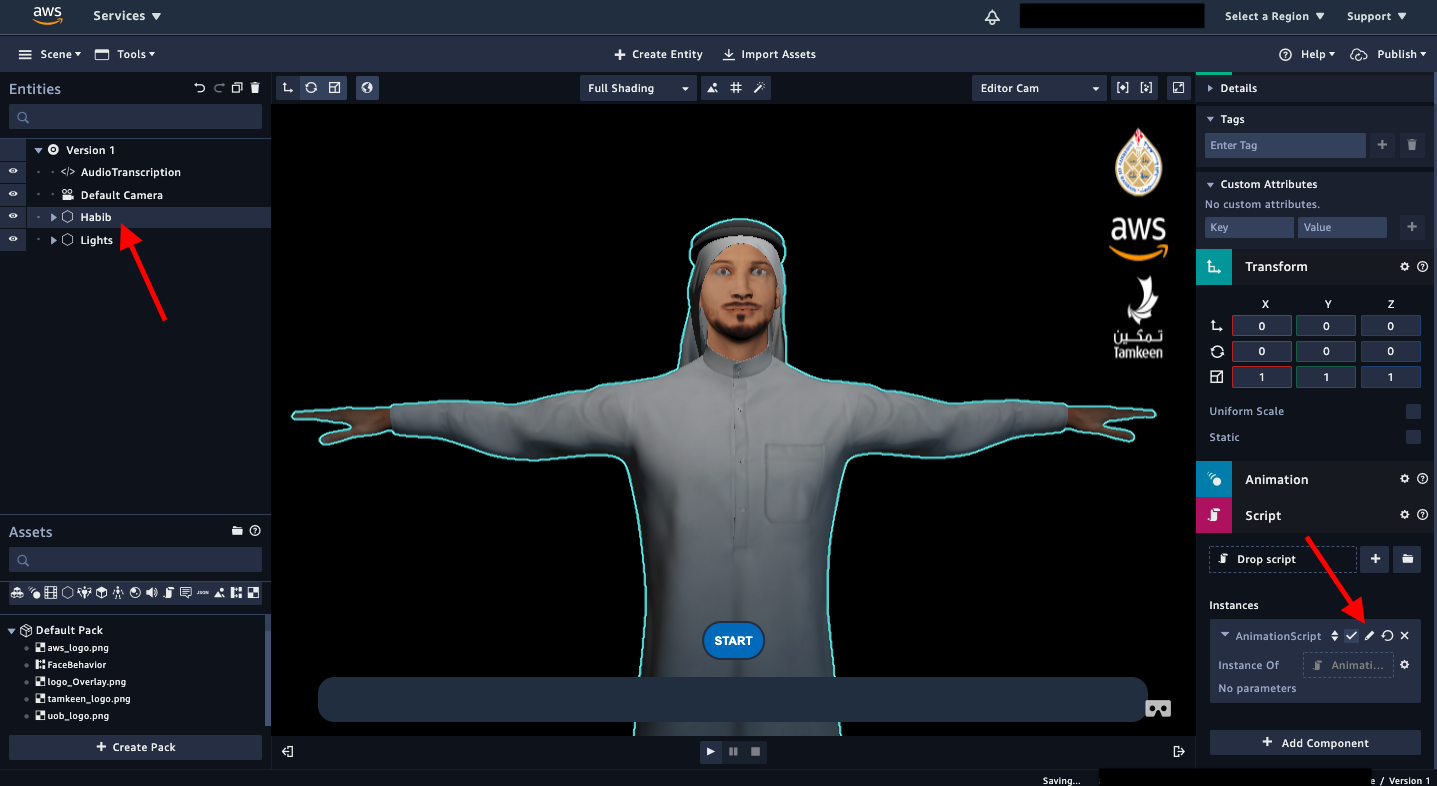 aws
Services
Select a Region
Support
Scene
Tools
Create Entity
Import Assets
Help
Publish
Entities
Full Shading
Editor Cam
Version 1
AudioTranscription
Default Camera
Habib
Lights
aws
تمكين
Tamkeen
START
Assets
JSON
Default Pack
aws_logo.png
FaceBehavior
logo_Overlay.png
tamkeen_logo.png
uob_logo.png
Create Pack
Details
Tags
Enter Tag
Custom Attributes
No custom attributes.
Key
Value
Transform
X Y Z
0 0 0
0 0 0
1 1 1
Uniform Scale
Static
Animation
Script
Drop script
Instances
AnimationScript
Instance Of
Animati...
No parameters
Add Component
Saving...
e / Version 1